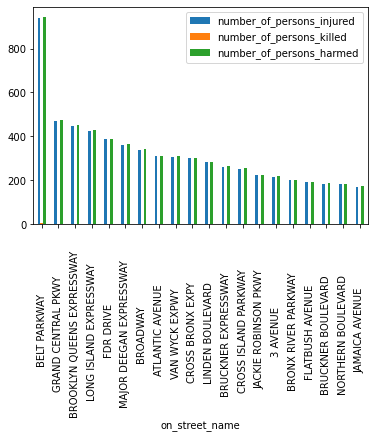 number_of_persons_injured
number_of_persons_killed
number_of_persons_harmed
800
600
400
200
0
BELT PARKWAY
GRAND CENTRAL PKWY
BROOKLYN QUEENS EXPRESSWAY
LONG ISLAND EXPRESSWAY
FDR DRIVE
MAJOR DEEGAN EXPRESSWAY
BROADWAY
ATLANTIC AVENUE
VAN WYCK EXPWY
CROSS BRONX EXPY
LINDEN BOULEVARD
BRUCKNER EXPRESSWAY
CROSS ISLAND PARKWAY
JACKIE ROBINSON PKWY
3 AVENUE
BRONX RIVER PARKWAY
FLATBUSH AVENUE
BRUCKNER BOULEVARD
NORTHERN BOULEVARD
JAMAICA AVENUE
on_street_name